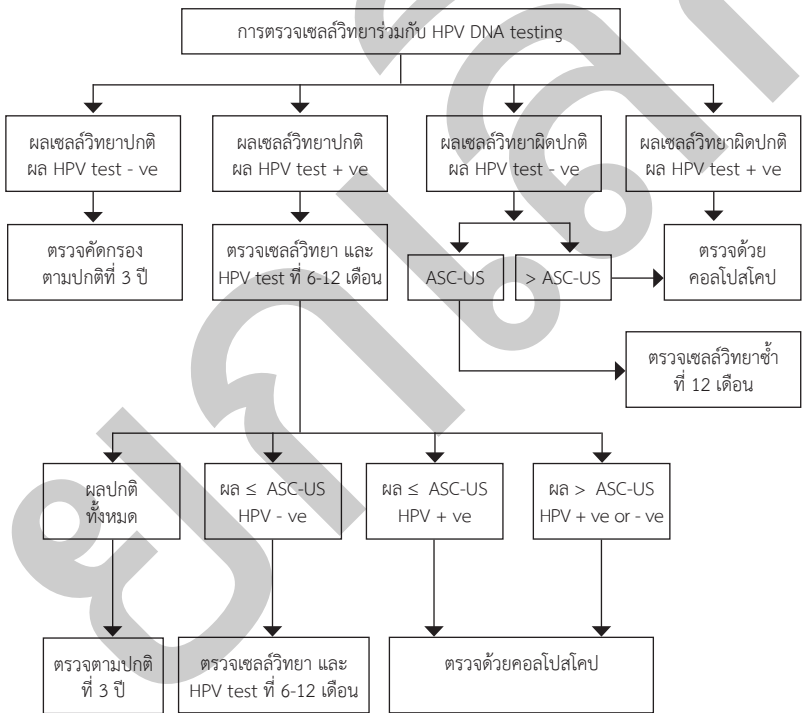 การตรวจเซลล์วิทยาร่วมกับ HPV DNA testing
ผลเซลล์วิทยาปกติ
ผล HPV test - ve
ผลเซลล์วิทยาปกติ
ผล HPV test + ve
ผลเซลล์วิทยาผิดปกติ
ผล HPV test - ve
ผลเซลล์วิทยาผิดปกติ
ผล HPV test + ve
ตรวจคัดกรอง
ตามปกติที่ 3 ปี
ตรวจเซลล์วิทยา และ
HPV test ที่ 6-12 เดือน
ASC-US
> ASC-US
ตรวจด้วย
คอลโปสโคป
ตรวจเซลล์วิทยาซ้ำ
ที่ 12 เดือน
ผลปกติ
ทั้งหมด
ผล ≤ ASC-US
HPV - ve
ผล ≤ ASC-US
HPV + ve
ผล > ASC-US
HPV + ve or - ve
ตรวจตามปกติ
ที่ 3 ปี
ตรวจเซลล์วิทยา และ
HPV test ที่ 6-12 เดือน
ตรวจด้วยคอลโปสโคป
ยกเลิก